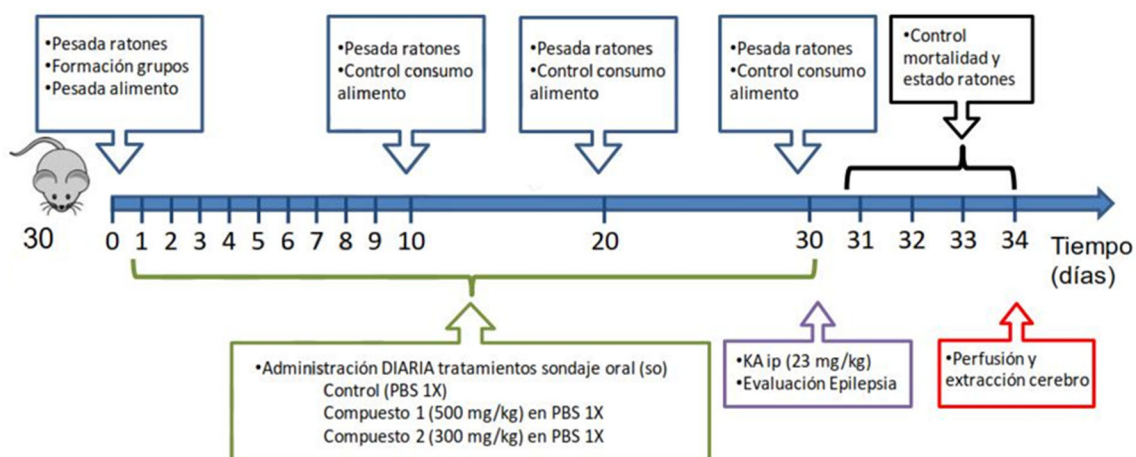 •Pesada ratones
•Formación grupos
•Pesada alimento
•Pesada ratones
•Control consumo
alimento)
•Pesada ratones
•Control consumo
alimento)
•Pesada ratones
•Control consumo
alimento)
•Control
mortalidad y
estado ratones
30
0 1 2 3 4 5 6 7 8 9 10 20 30 31 32 33 34
Tiempo
(días)
•Administración DIARIA tratamientos sondaje oral (so)
Control (PBS 1X)
Compuesto 1 (500 mg/kg) en PBS 1X
Compuesto 2 (300 mg/kg) en PBS 1X
•KA ip (23 mg/kg)
•Evaluación Epilepsia
•Perfusión y
extracción cerebro